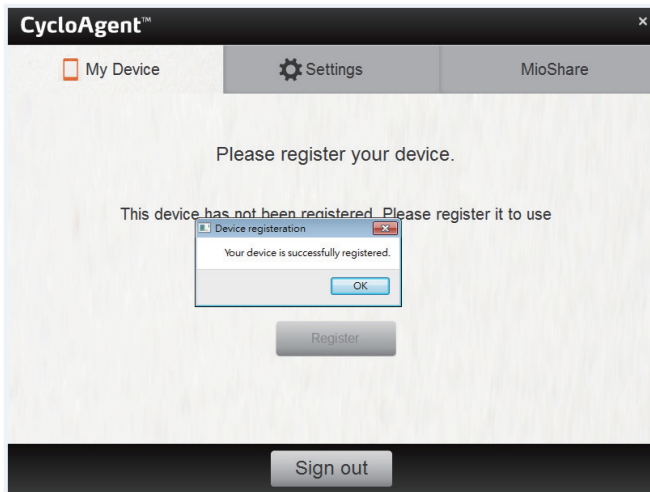 CycloAgent™
×
My Device
Settings
MioShare
Please register your device.
This device has not been registered. Please register it to use
Device registeration
Your device is successfully registered.
OK
Register
Sign out